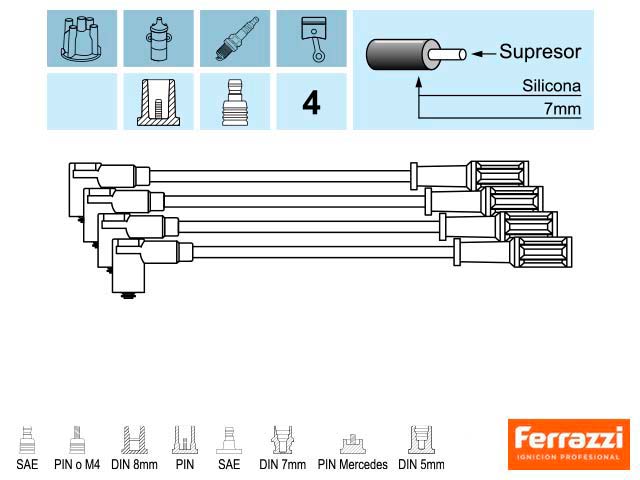 Supresor
Silicona
7mm
4
SAE PIN o M4 DIN 8mm PIN SAE DIN 7mm PIN Mercedes DIN 5mm
Ferrazzi
IGNICION PROFESIONAL